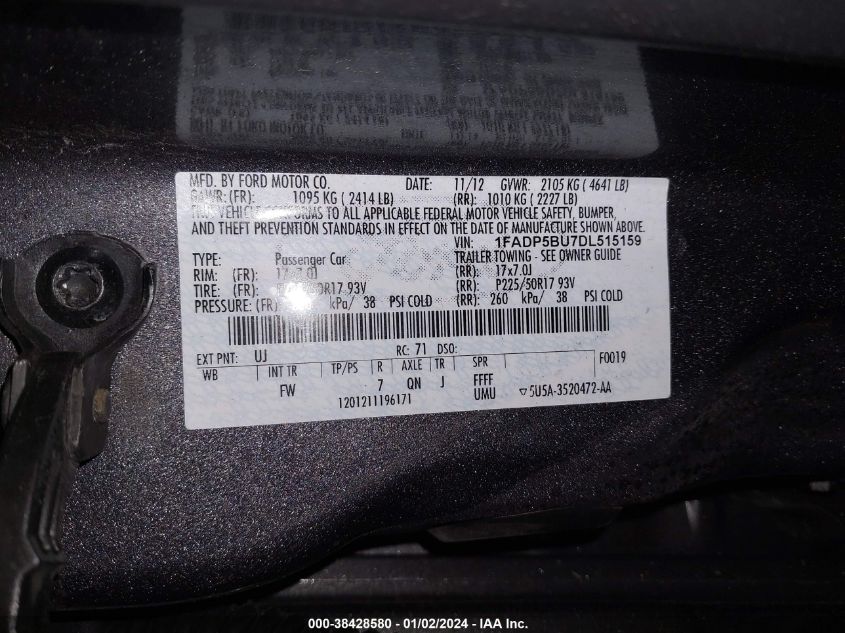 MFD. BY FORD MOTOR CO. DATE: 11/12 GVWR: 2105 KG ( 4641 LB)
GAWR: (FR): 1095 KG ( 2414 LB) (RR): 1010 KG ( 2227 LB)
THIS VEHICLE CONFORMS TO ALL APPLICABLE FEDERAL MOTOR VEHICLE SAFETY, BUMPER,
AND THEFT PREVENTION STANDARDS IN EFFECT ON THE DATE OF MANUFACTURE SHOWN ABOVE.
VIN: 1FADP5BU7DL515159
TYPE: Passenger Car TRAILER TOWING - SEE OWNER GUIDE
RIM: (FR): 17x7.0J (RR): 17x7.0J
TIRE: (FR): 50R17 93V (RR): P225/50R17 93V
PRESSURE: (FR) kPa/ 38 PSI COLD (RR): 260 kPa/ 38 PSI COLD
EXT PNT: UJ RC: 71 DSO: F0019
WB INT TR TP/PS R AXLE TR SPR
FW 7 QN J FFFF
UMU
1201211196171 ▽5U5A-3520472-AA
000-38428580 - 01/02/2024 - IAA Inc.